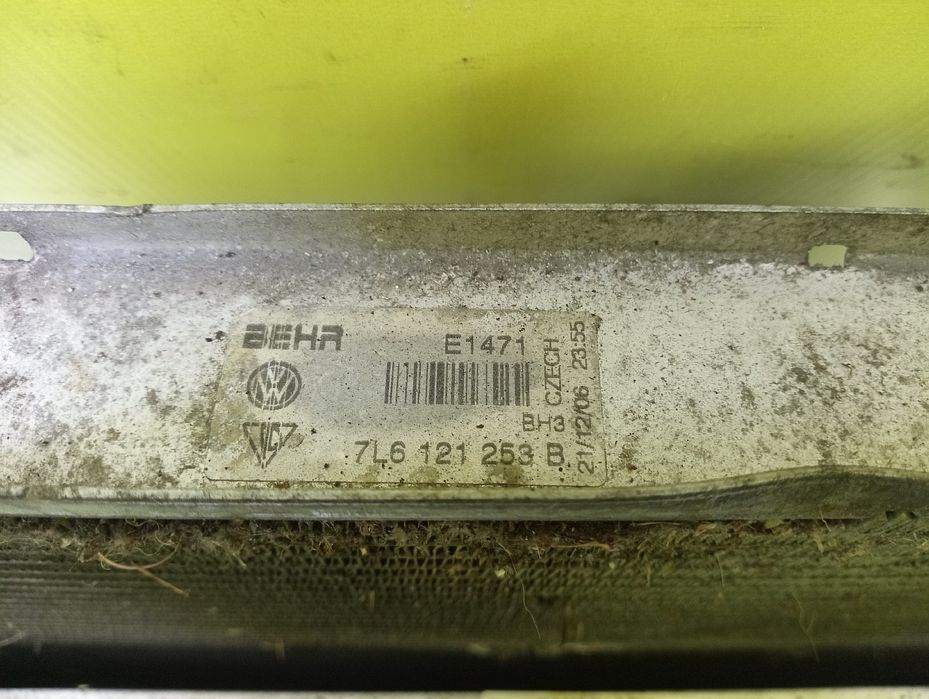 BEHR
E1471
BH3
7L6 121 253 B
CZECH
21/12/06 23:55